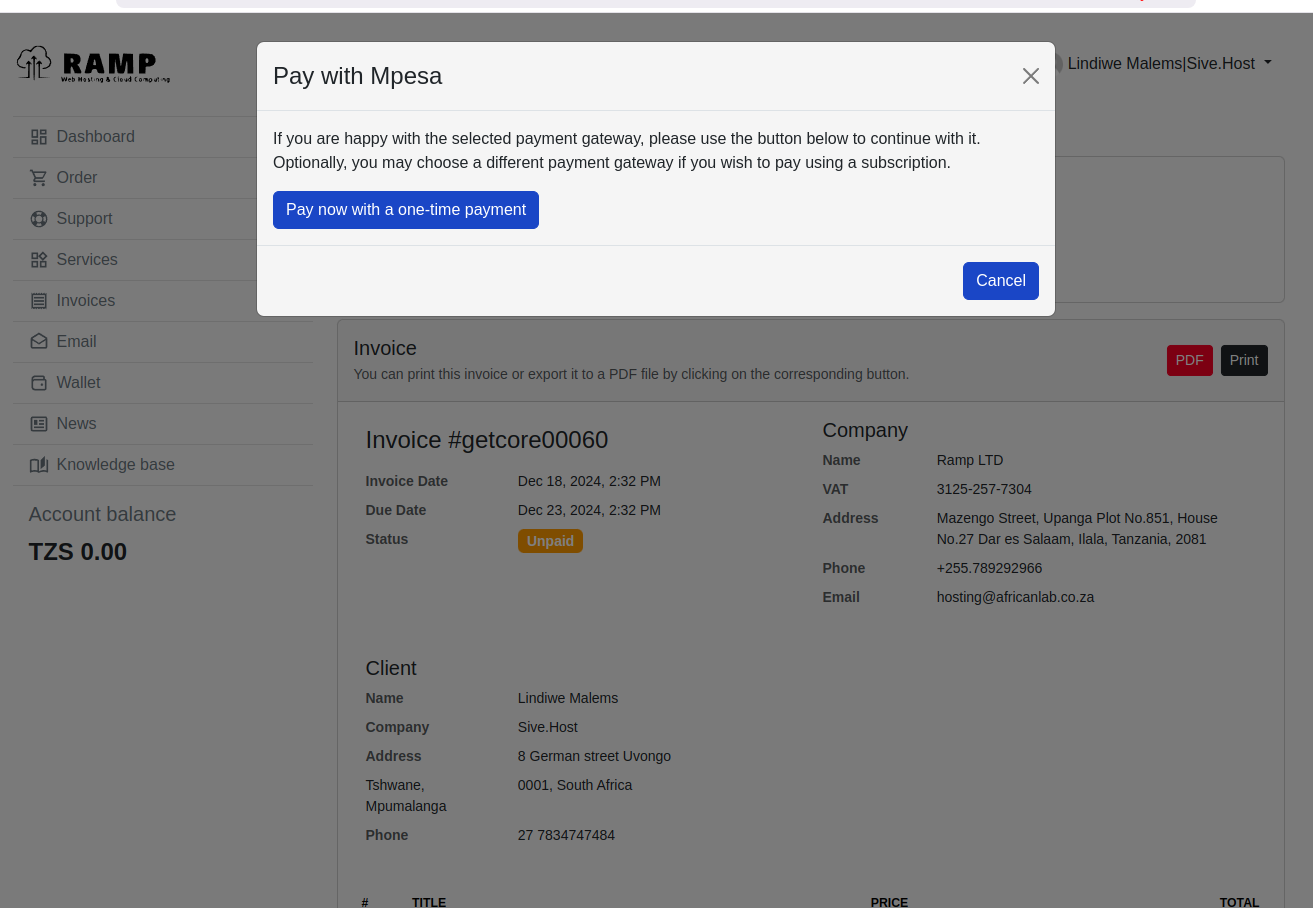 RAMP
Web Hosting & Cloud Computing
Lindiwe Malems|Sive.Host
Pay with Mpesa
If you are happy with the selected payment gateway, please use the button below to continue with it.
Optionally, you may choose a different payment gateway if you wish to pay using a subscription.
Pay now with a one-time payment
Cancel
Dashboard
Order
Support
Services
Invoices
Email
Wallet
News
Knowledge base
Account balance
TZS 0.00
Invoice
You can print this invoice or export it to a PDF file by clicking on the corresponding button.
PDF
Print
Invoice #getcore00060
Invoice Date Dec 18, 2024, 2:32 PM
Due Date Dec 23, 2024, 2:32 PM
Status Unpaid
Company
Name Ramp LTD
VAT 3125-257-7304
Address Mazengo Street, Upanga Plot No.851, House
No.27 Dar es Salaam, Ilala, Tanzania, 2081
Phone +255.789292966
Email hosting@africanlab.co.za
Client
Name Lindiwe Malems
Company Sive.Host
Address 8 German street Uvongo
Tshwane, 0001, South Africa
Mpumalanga
Phone 27 7834747484
# TITLE PRICE TOTAL